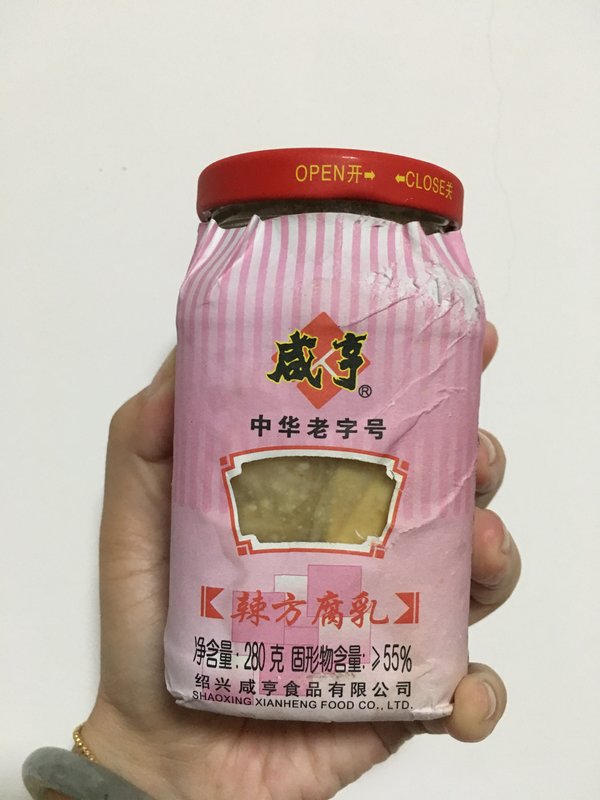 OPEN开➡ ⬅CLOSE关
咸亨®
中华老字号
辣方腐乳
净含量:280克 固形物含量:≥55%
绍兴 咸亨食品有限公司
SHAOXING XIANHENG FOOD CO., LTD.